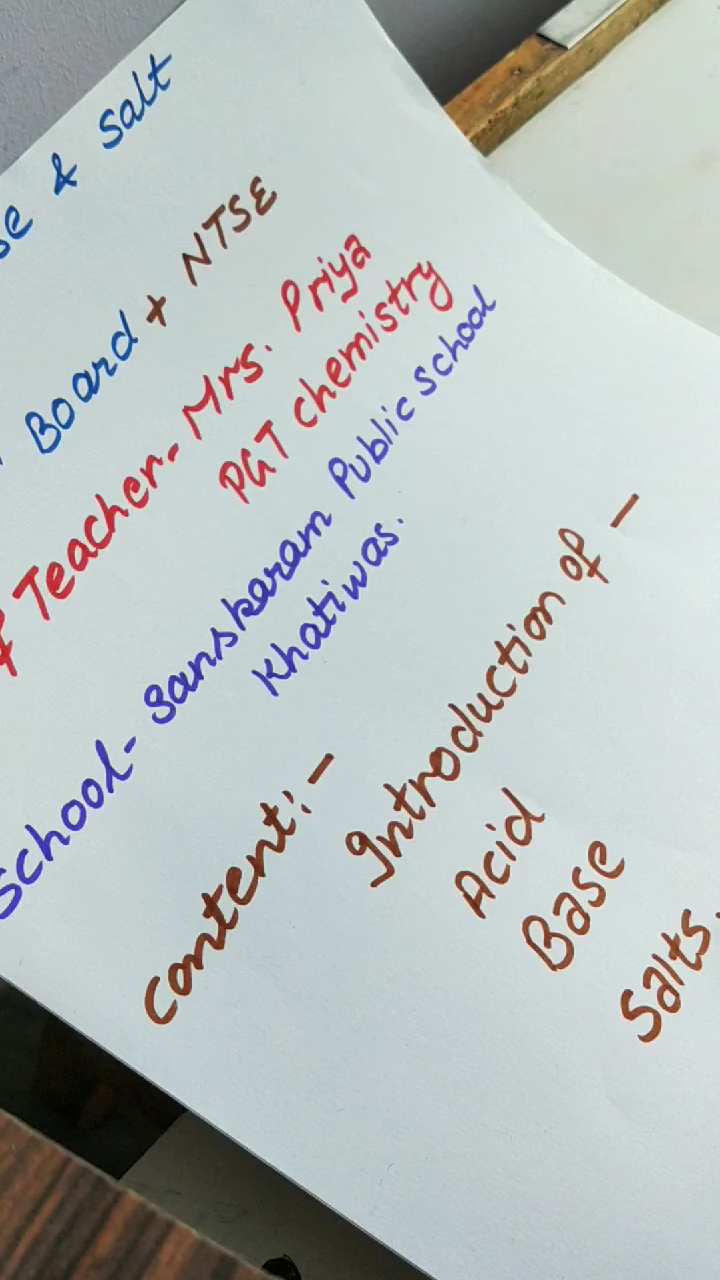 & Salt
Board + NTSE
Teacher- Mrs. Priya
PGT chemistry
School- Sanskaram Public School
Khatiwas.
Content:- Introduction of -
Acid
Base
Salts.